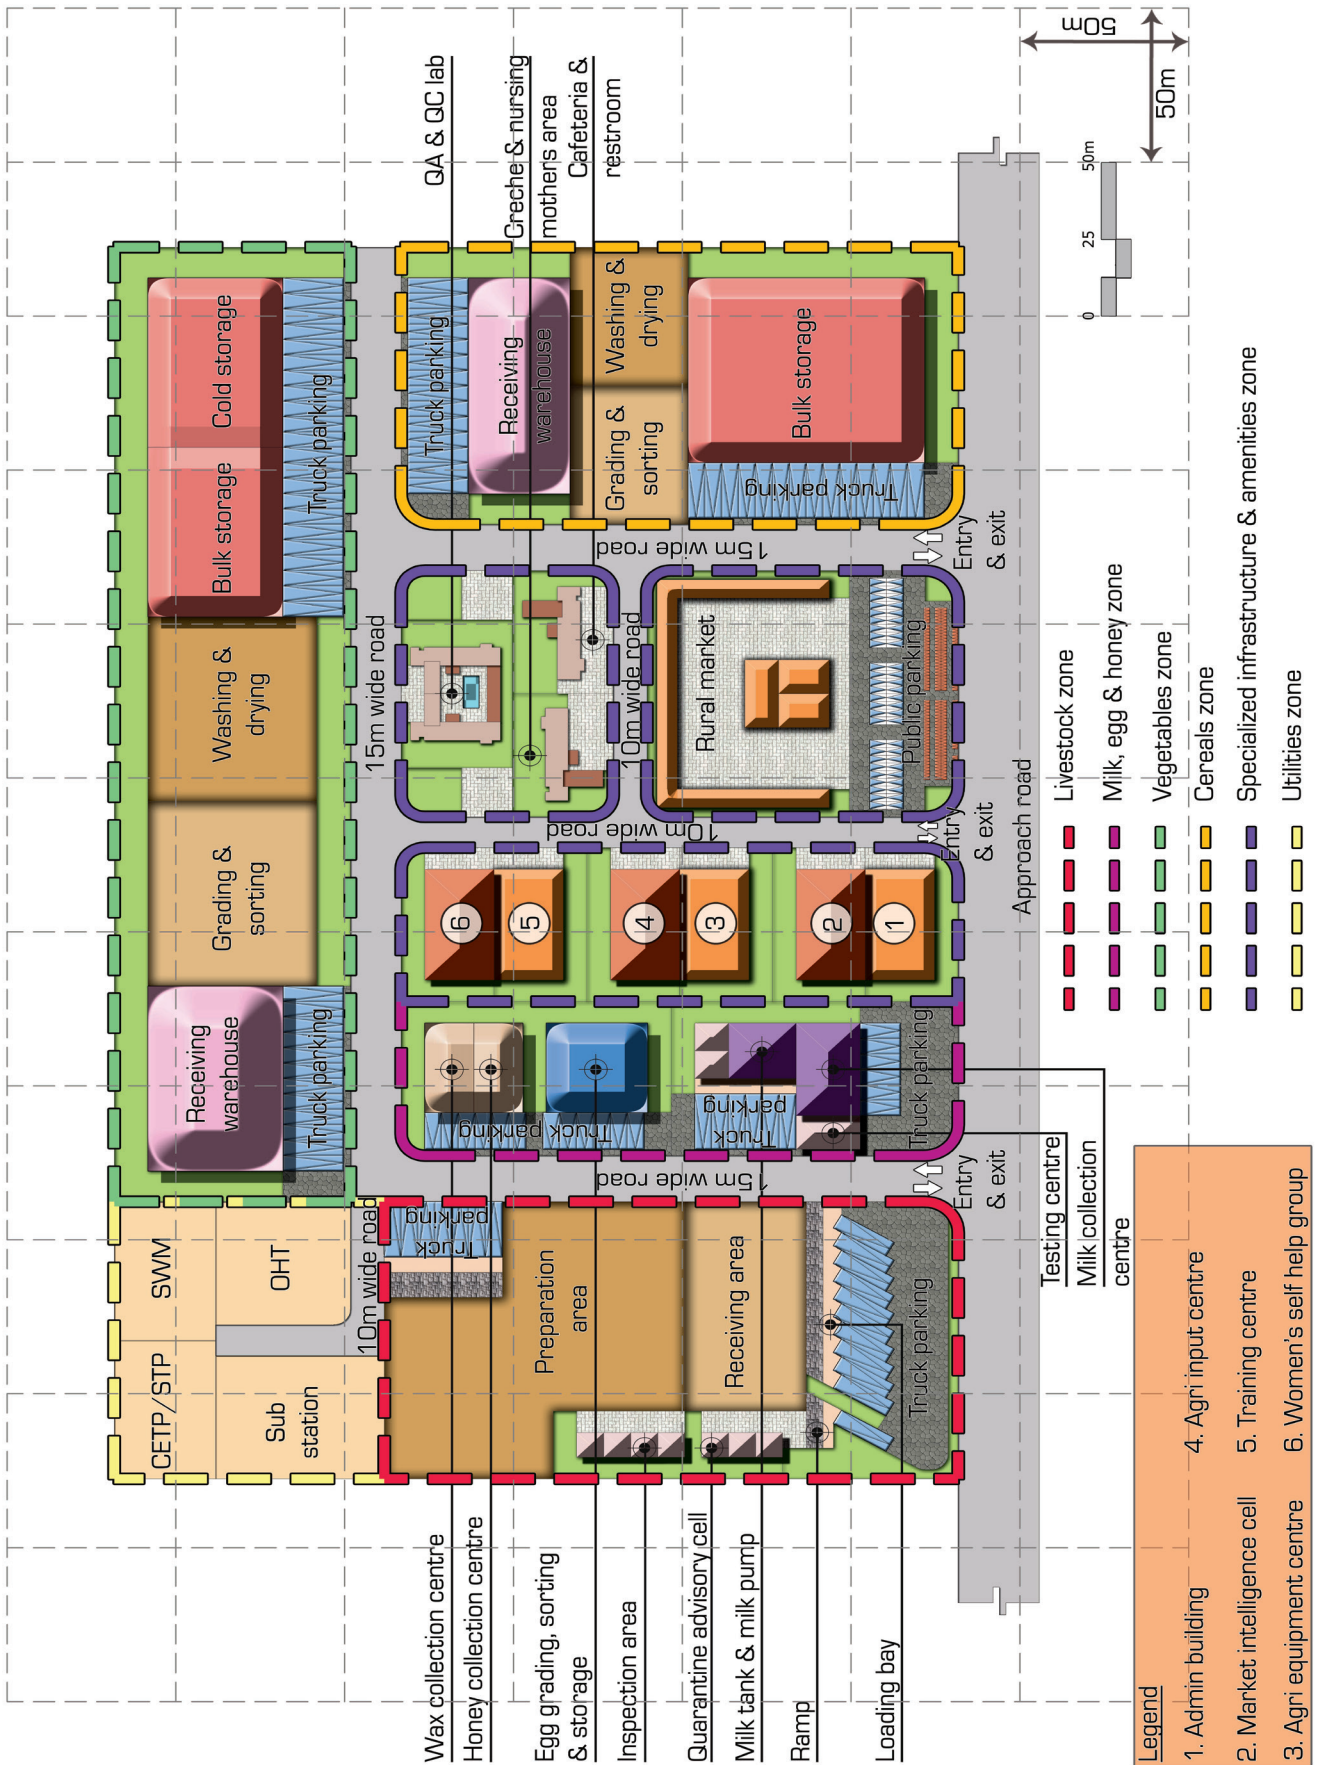 Wax collection centre
Honey collection centre
Egg grading, sorting
& storage
Inspection area
Quarantine advisory cell
Milk tank & milk pump
Ramp
Loading bay
CETP/STP
SWM
Sub
station
OHT
10m wide road
Receiving
warehouse
Truck parking
Grading &
sorting
Washing &
drying
Bulk storage
Cold storage
Truck parking
15m wide road
QA & QC lab
Creche & nursing
mothers area
Cafeteria &
restroom
Truck
parking
Preparation
area
Receiving area
Truck parking
15m wide road
Entry
& exit
Truck parking
Truck
parking
Truck parking
6
5
4
3
2
1
10m wide road
Entry
& exit
10m wide road
Rural market
Public parking
15m wide road
Entry
& exit
Truck parking
Receiving
warehouse
Grading &
sorting
Washing &
drying
Truck parking
Bulk storage
Approach road
Testing centre
Milk collection
centre
0
25
50m
50m
50m
Livestock zone
Milk, egg & honey zone
Vegetables zone
Cereals zone
Specialized infrastructure & amenities zone
Utilities zone
Legend
1. Admin building
2. Market intelligence cell
3. Agri equipment centre
4. Agri input centre
5. Training centre
6. Women's self help group